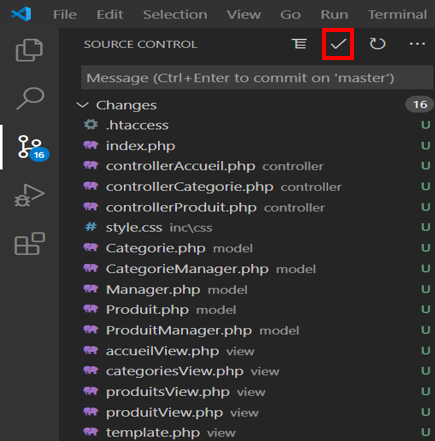 File Edit Selection View Go Run Terminal
SOURCE CONTROL
Message (Ctrl+Enter to commit on 'master')
Changes 16
.htaccess U
index.php U
controllerAccueil.php controller U
controllerCategorie.php controller U
16
controllerProduit.php controller U
# style.css inc\css U
Categorie.php model U
CategorieManager.php model U
Manager.php model U
Produit.php model U
ProduitManager.php model U
accueilView.php view U
categoriesView.php view U
produitsView.php view U
produitView.php view U
template.php view U